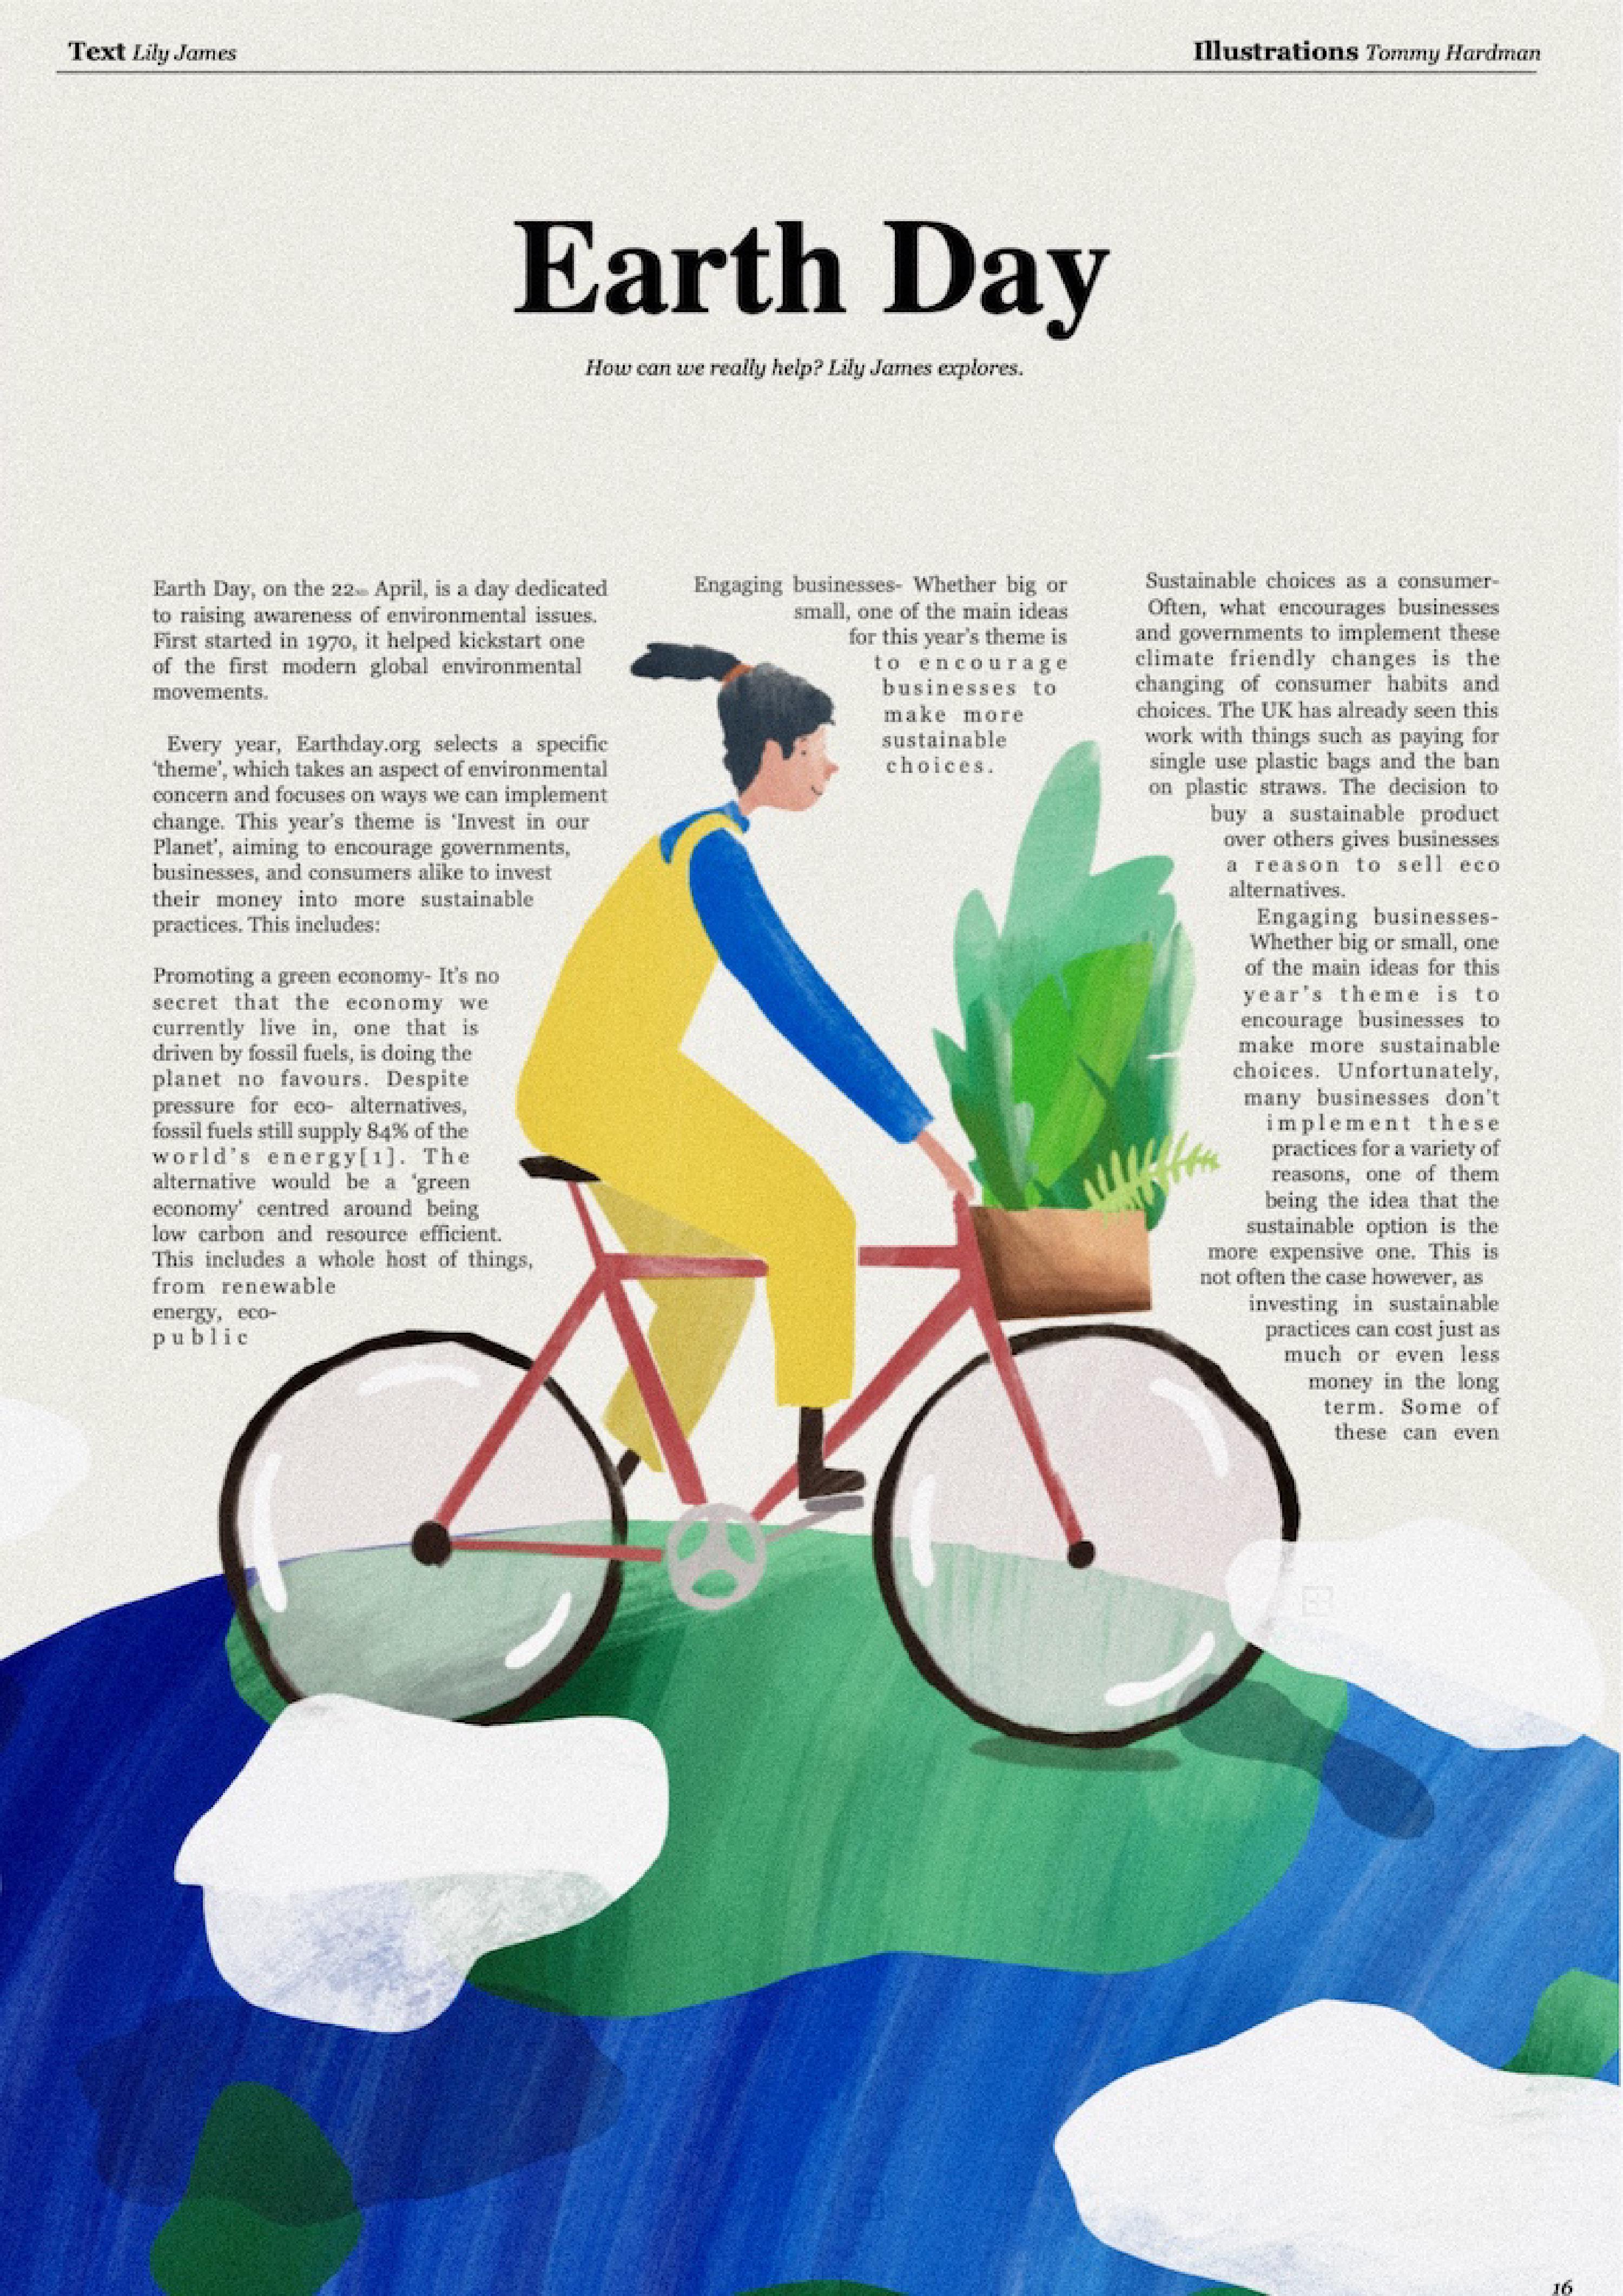 Text Lily James
Illustrations Tommy Hardman
Earth Day
How can we really help? Lily James explores.
Earth Day, on the 22nd April, is a day dedicated
to raising awareness of environmental issues.
First started in 1970, it helped kickstart one
of the first modern global environmental
movements.
Every year, Earthday.org selects a specific
'theme', which takes an aspect of environmental
concern and focuses on ways we can implement
change. This year's theme is 'Invest in our
Planet', aiming to encourage governments,
businesses, and consumers alike to invest
their money into more sustainable
practices. This includes:
Promoting a green economy- It's no
secret that the economy we
currently live in, one that is
driven by fossil fuels, is doing the
planet no favours. Despite
pressure for eco- alternatives,
fossil fuels still supply 84% of the
world's energy[1]. The
alternative would be a 'green
economy' centred around being
low carbon and resource efficient.
This includes a whole host of things,
from renewable
energy, eco-
public
Engaging businesses- Whether big or
small, one of the main ideas
for this year's theme is
to encourage
businesses to
make more
sustainable
choices.
Sustainable choices as a consumer-
Often, what encourages businesses
and governments to implement these
climate friendly changes is the
changing of consumer habits and
choices. The UK has already seen this
work with things such as paying for
single use plastic bags and the ban
on plastic straws. The decision to
buy a sustainable product
over others gives businesses
a reason to sell eco
alternatives.
Engaging businesses-
Whether big or small, one
of the main ideas for this
year's theme is to
encourage businesses to
make more sustainable
choices. Unfortunately,
many businesses don't
implement these
practices for a variety of
reasons, one of them
being the idea that the
sustainable option is the
more expensive one. This is
not often the case however, as
investing in sustainable
practices can cost just as
much or even less
money in the long
term. Some of
these can even
16